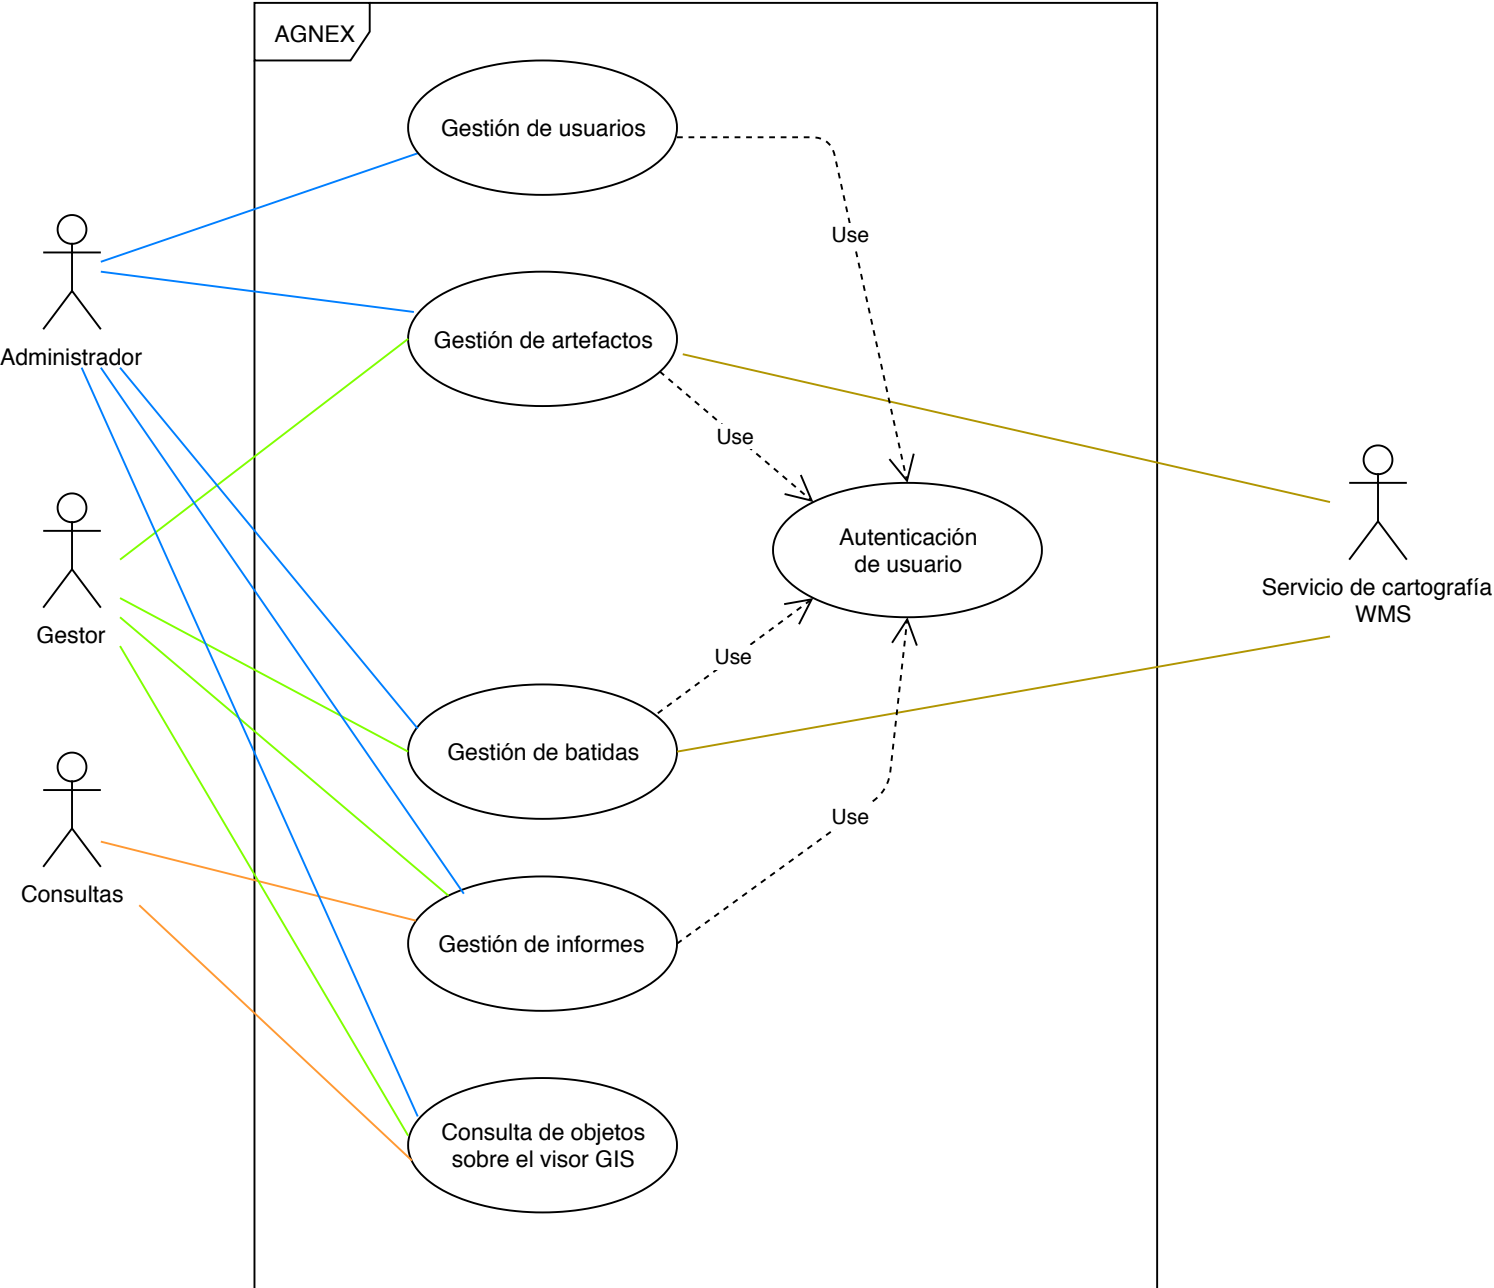 AGNEX
Gestión de usuarios
Use
Administrador
Gestión de artefactos
Use
Autenticación
de usuario
Servicio de cartografía
WMS
Gestor
Use
Gestión de batidas
Use
Consultas
Gestión de informes
Consulta de objetos
sobre el visor GIS